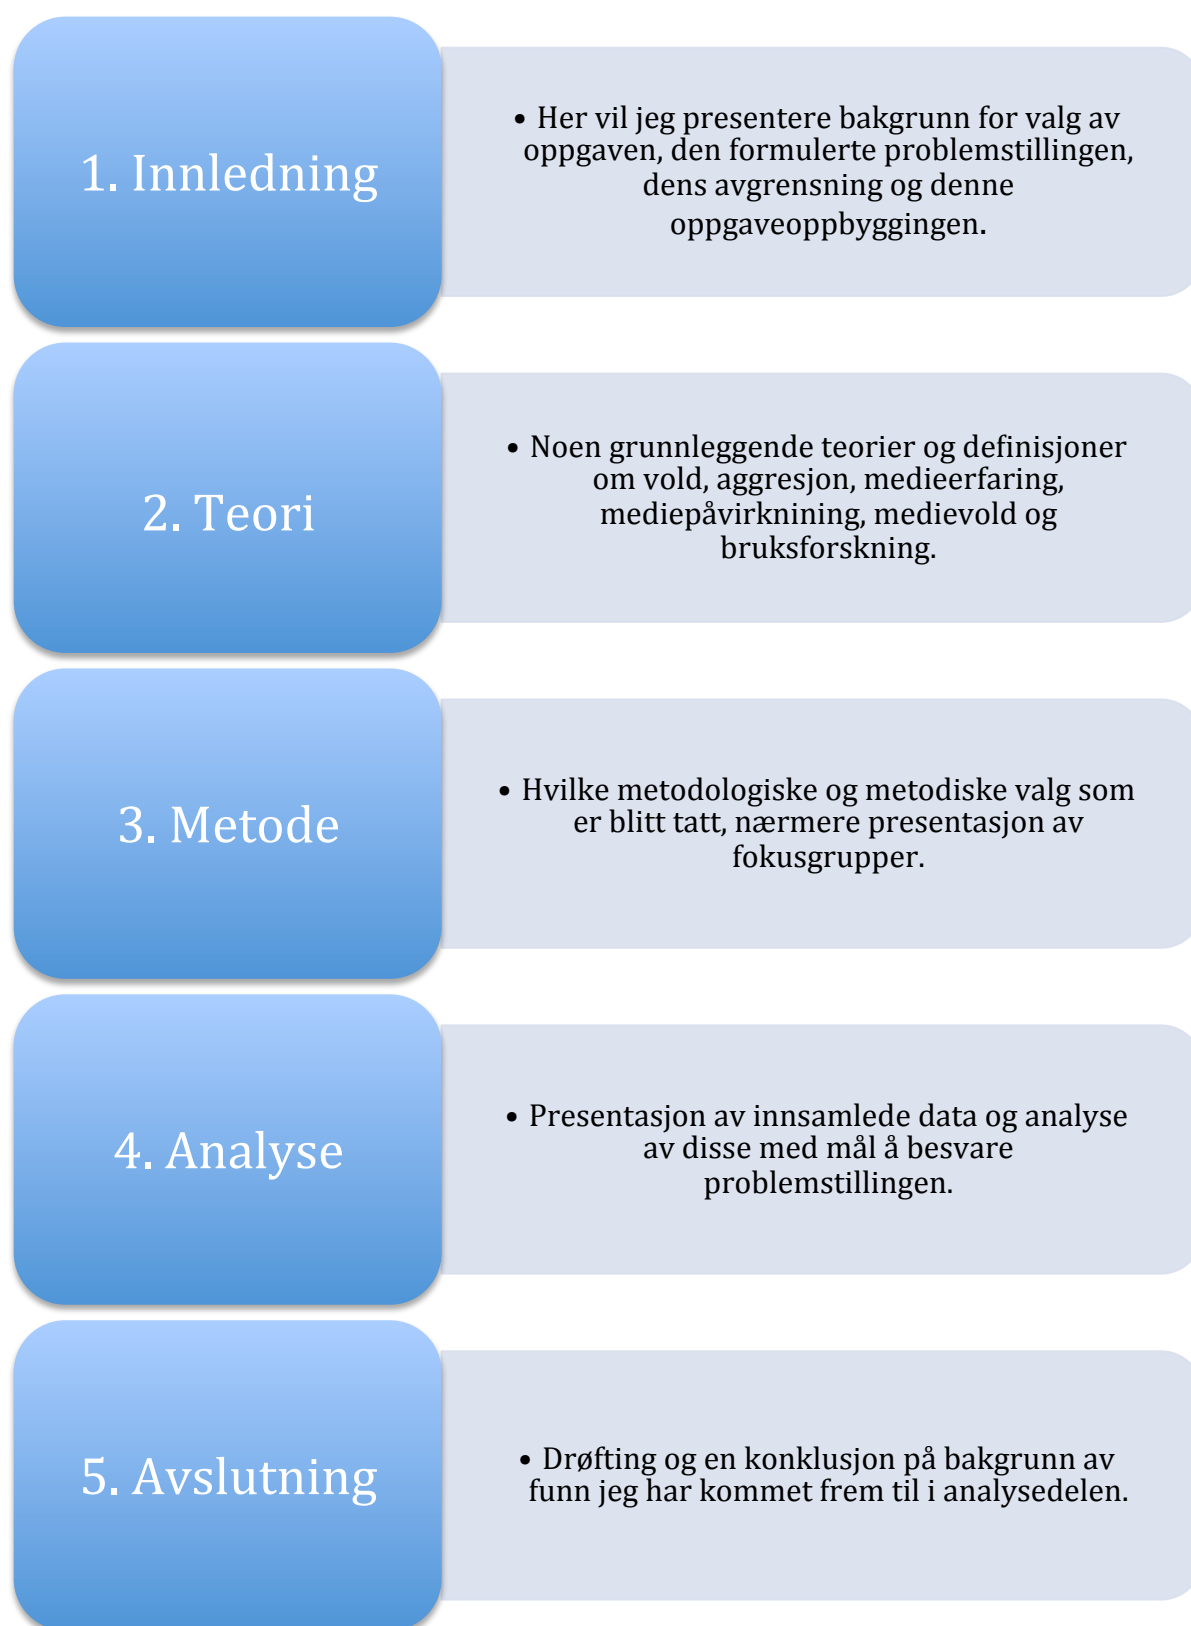 1. Innledning
• Her vil jeg presentere bakgrunn for valg av
oppgaven, den formulerte problemstillingen,
dens avgrensning og denne
oppgaveoppbyggingen.
2. Teori
• Noen grunnleggende teorier og definisjoner
om vold, aggresjon, medieerfaring,
mediepåvirknining, medievold og
bruksforskning.
3. Metode
• Hvilke metodologiske og metodiske valg som
er blitt tatt, nærmere presentasjon av
fokusgrupper.
4. Analyse
• Presentasjon av innsamlede data og analyse
av disse med mål å besvare
problemstillingen.
5. Avslutning
• Drøfting og en konklusjon på bakgrunn av
funn jeg har kommet frem til i analysedelen.